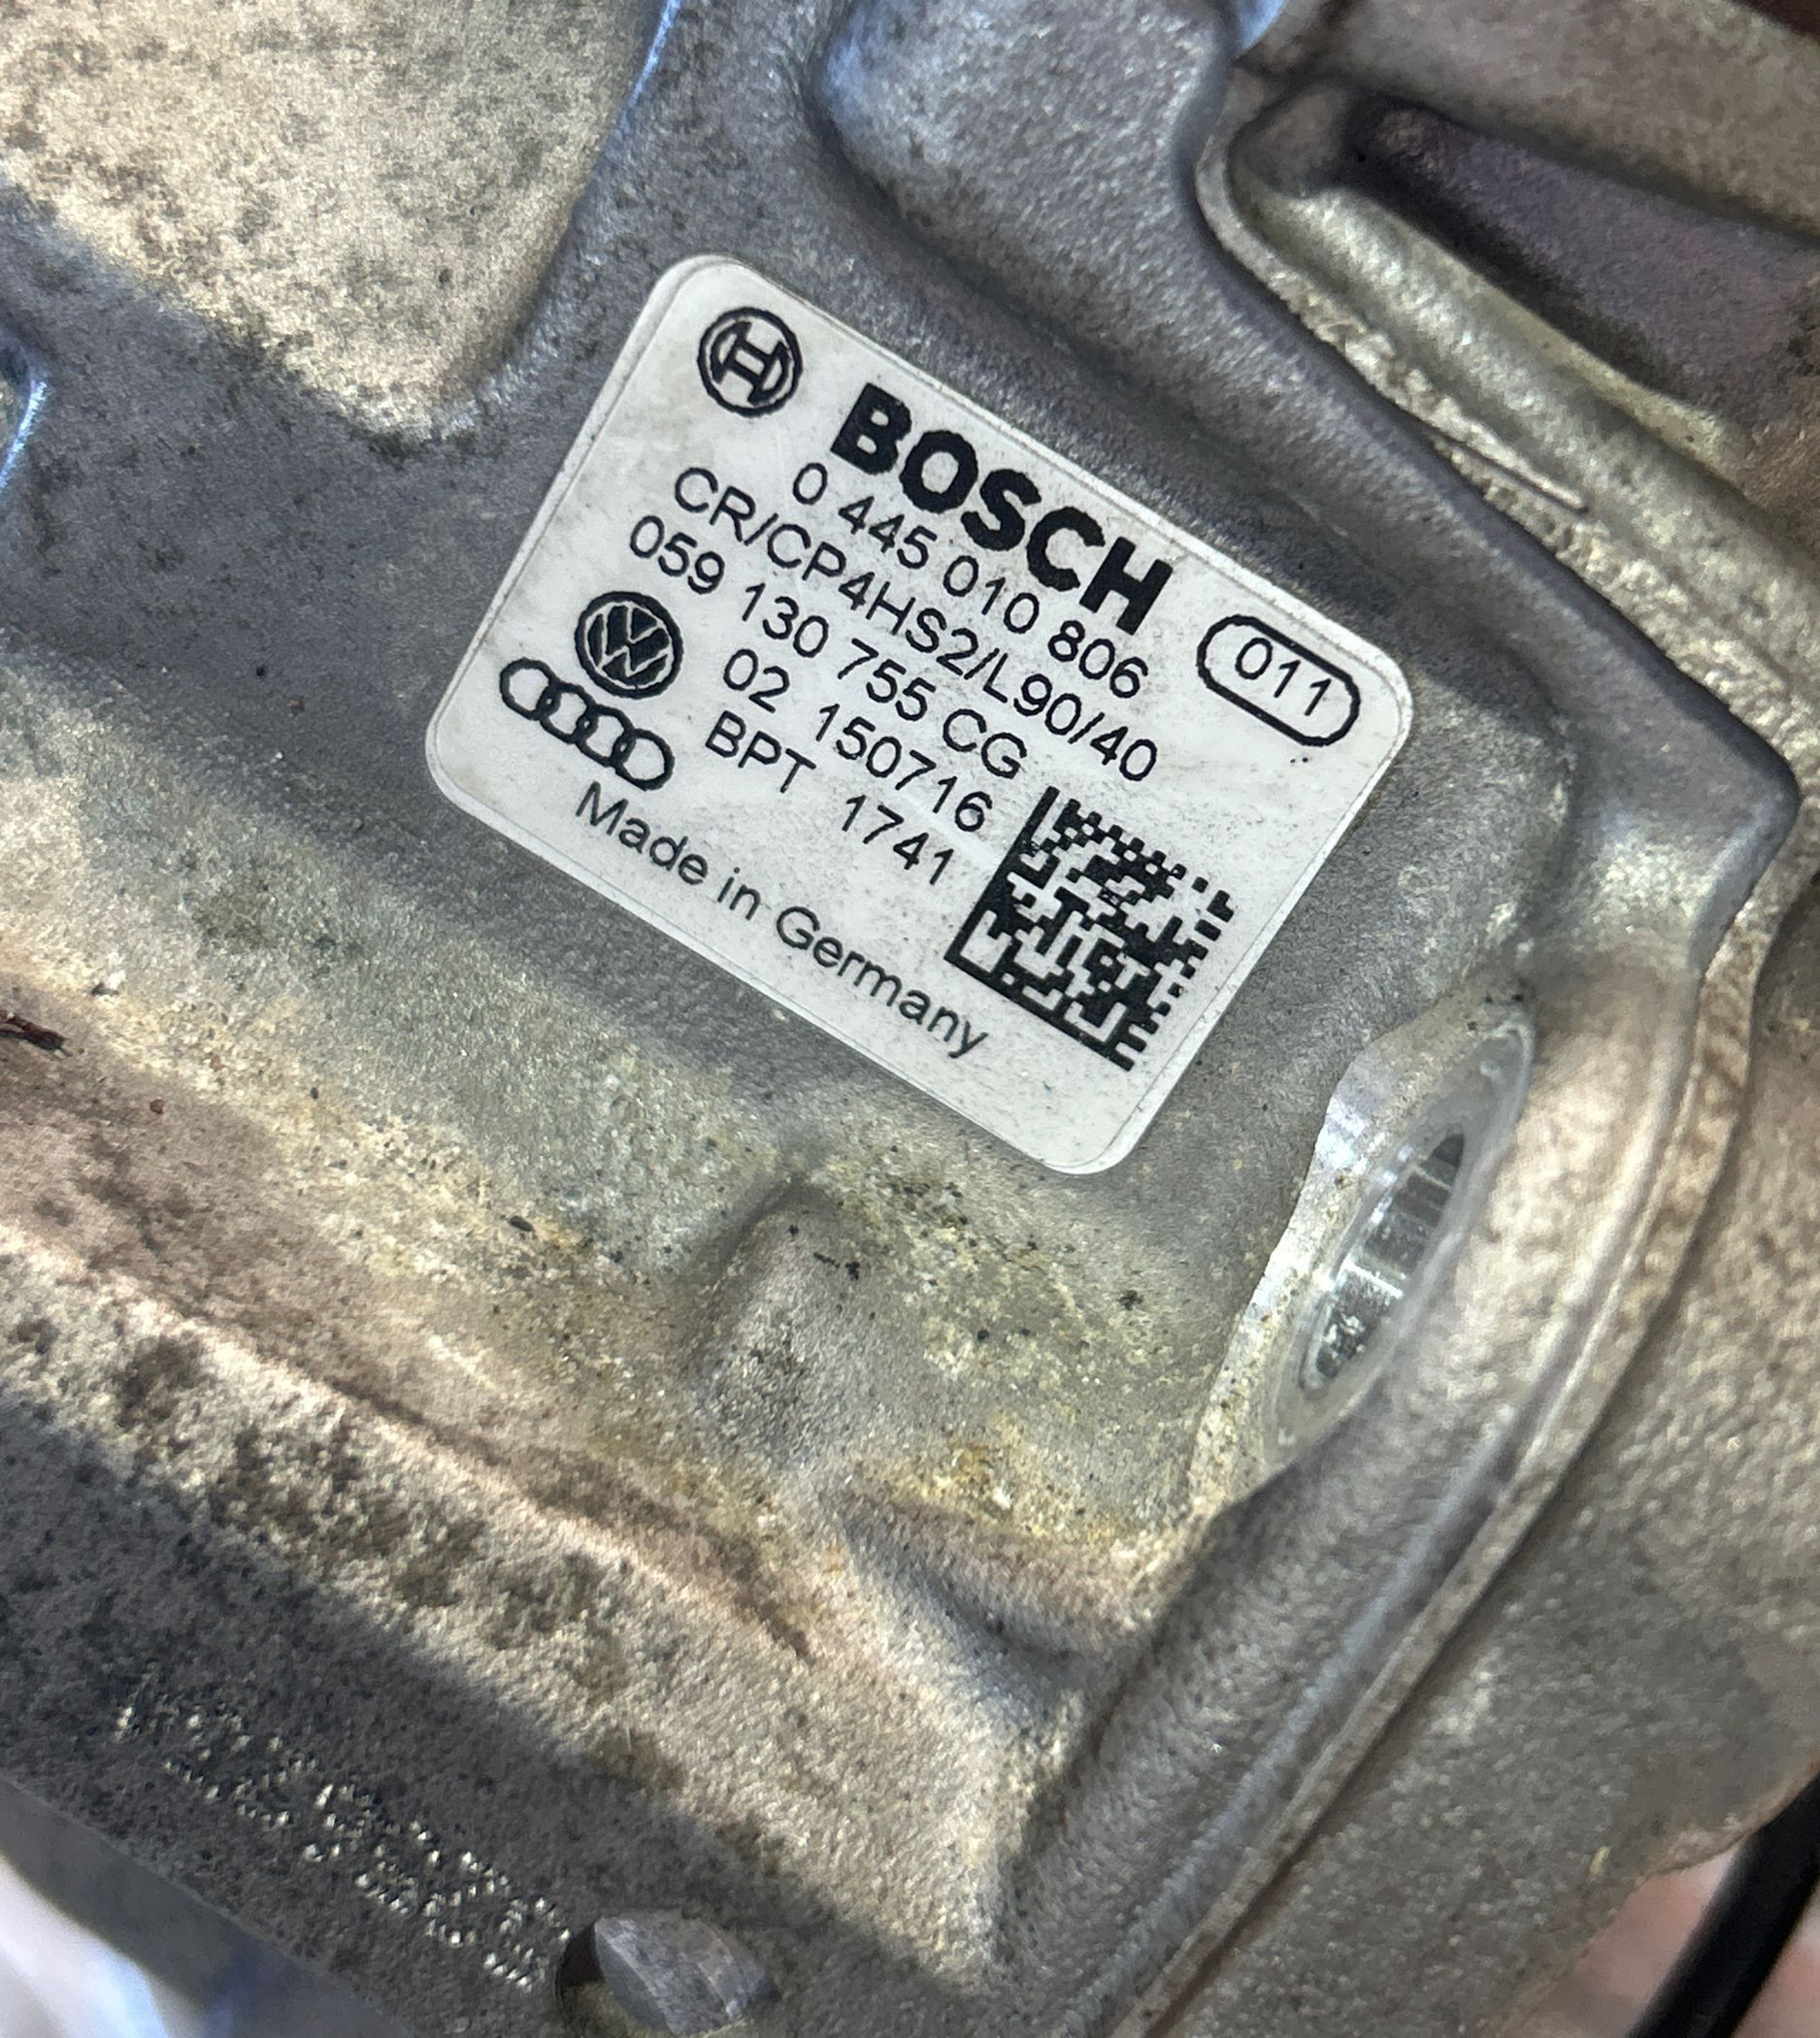 BOSCH
0 445 010 806
011
CR/CP4HS2/L90/40
059 130 755 CG
02 150716
BPT 1741
Made in Germany